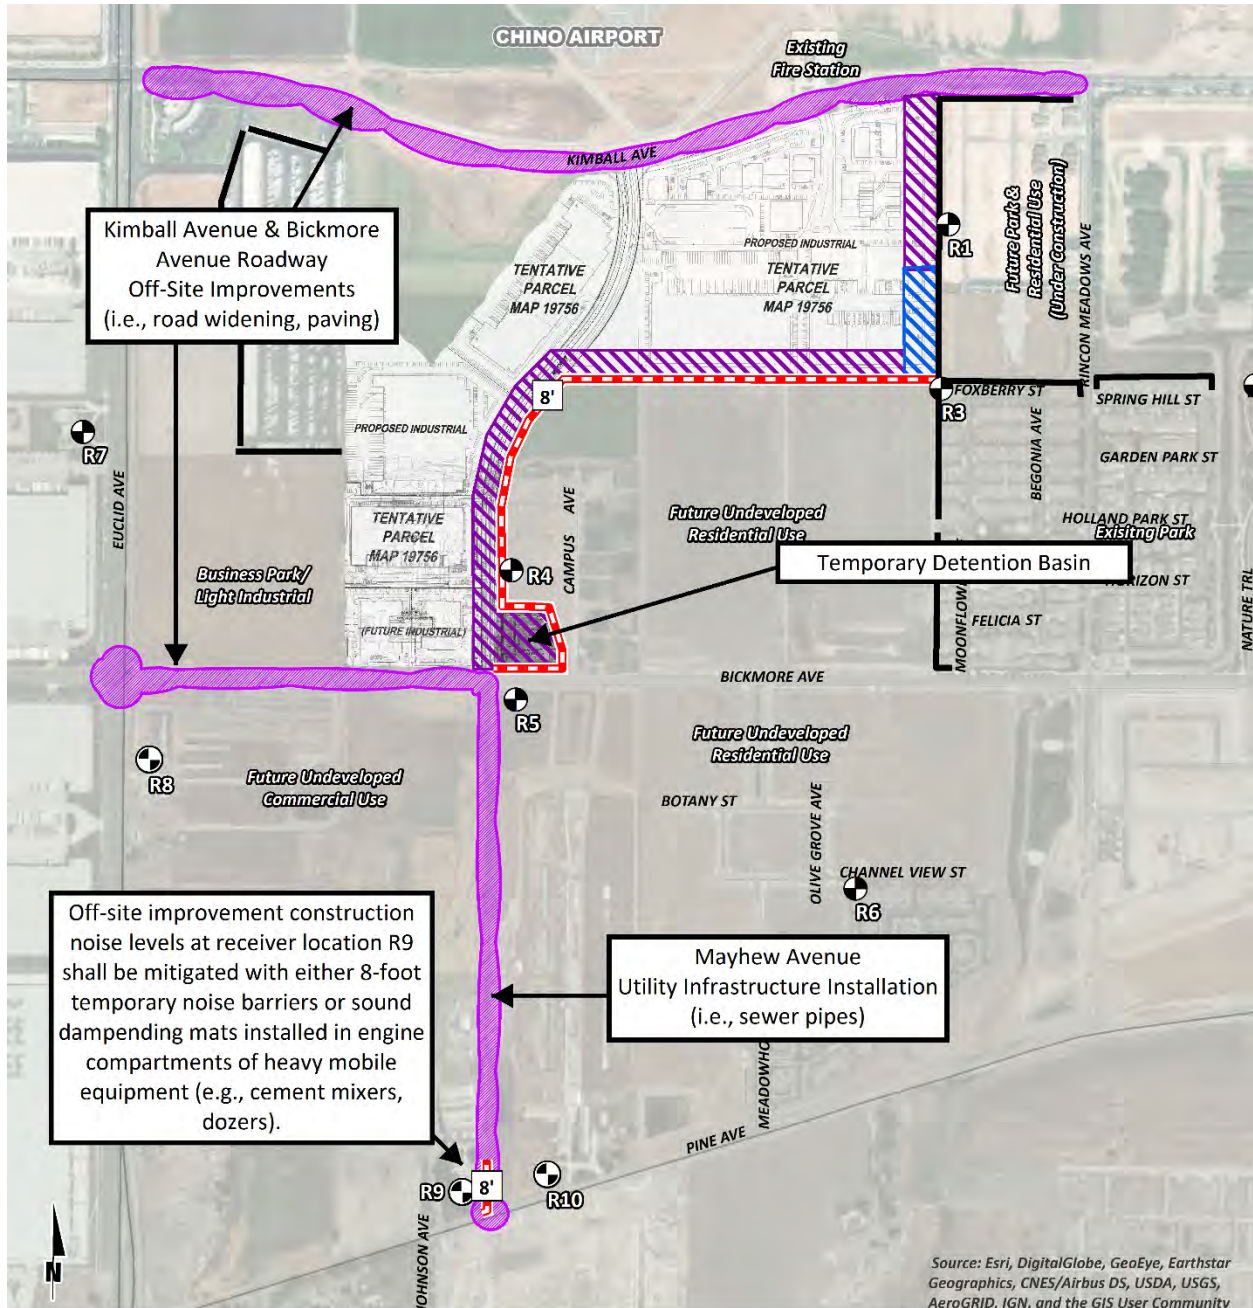 CHINO AIRPORT
Existing
Fire Station
KIMBALL AVE
Kimball Avenue & Bickmore
Avenue Roadway
Off-Site Improvements
(i.e., road widening, paving)
PROPOSED INDUSTRIAL
TENTATIVE
PARCEL
MAP 19756
TENTATIVE
PARCEL
MAP 19756
R1
Future Park &
Residential Use
(Under Construction)
RINCON MEADOWS AVE
8'
R3
FOXBERRY ST
SPRING HILL ST
R7
EUCLID AVE
PROPOSED INDUSTRIAL
BEGONIA AVE
GARDEN PARK ST
TENTATIVE
PARCEL
MAP 19756
CAMPUS AVE
Future Undeveloped
Residential Use
HOLLAND PARK ST
Exisitng Park
Temporary Detention Basin
Business Park/
Light Industrial
R4
HORIZON ST
MOONFLOW
FELICIA ST
NATURE TRL
(FUTURE INDUSTRIAL)
BICKMORE AVE
R5
R8
Future Undeveloped
Commercial Use
Future Undeveloped
Residential Use
BOTANY ST
OLIVE GROVE AVE
CHANNEL VIEW ST
R6
Off-site improvement construction
noise levels at receiver location R9
shall be mitigated with either 8-foot
temporary noise barriers or sound
dampending mats installed in engine
compartments of heavy mobile
equipment (e.g., cement mixers,
dozers).
Mayhew Avenue
Utility Infrastructure Installation
(i.e., sewer pipes)
MEADOWHO
PINE AVE
R9
8'
R10
JOHNSON AVE
N
Source: Esri, DigitalGlobe, GeoEye, Earthstar
Geographics, CNES/Airbus DS, USDA, USGS,
AeroGRID, IGN, and the GIS User Community